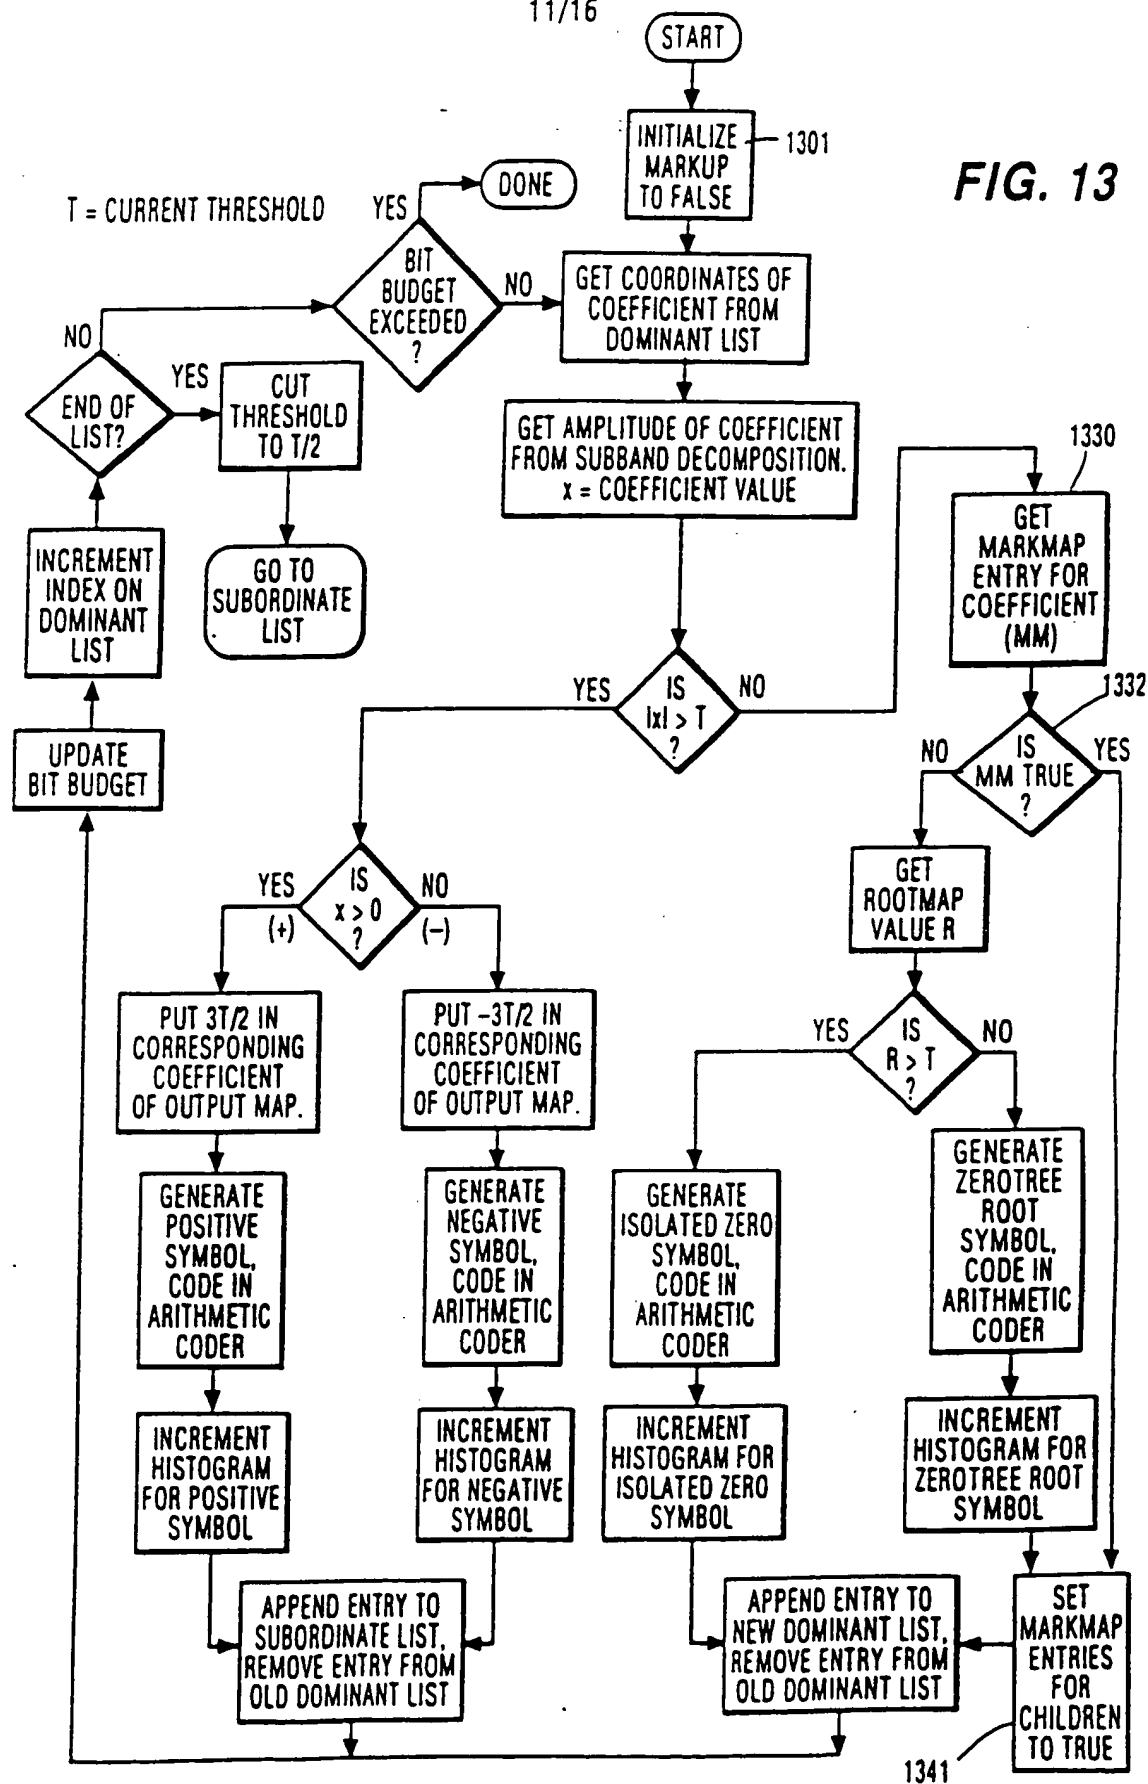 11/16
START
INITIALIZE
MARKUP
TO FALSE
1301
FIG. 13
DONE
T = CURRENT THRESHOLD
YES
BIT
BUDGET
EXCEEDED
?
NO
GET COORDINATES OF
COEFFICIENT FROM
DOMINANT LIST
NO
END OF
LIST?
YES
CUT
THRESHOLD
TO T/2
GET AMPLITUDE OF COEFFICIENT
FROM SUBBAND DECOMPOSITION.
x = COEFFICIENT VALUE
1330
GET
MARKMAP
ENTRY FOR
COEFFICIENT
(MM)
INCREMENT
INDEX ON
DOMINANT
LIST
GO TO
SUBORDINATE
LIST
YES
IS
|x| > T
?
NO
1332
UPDATE
BIT BUDGET
NO
IS
MM TRUE
?
YES
GET
ROOTMAP
VALUE R
YES
(+)
IS
x > 0
?
NO
(–)
YES
IS
R > T
?
NO
PUT 3T/2 IN
CORRESPONDING
COEFFICIENT
OF OUTPUT MAP.
PUT –3T/2 IN
CORRESPONDING
COEFFICIENT
OF OUTPUT MAP.
GENERATE
POSITIVE
SYMBOL,
CODE IN
ARITHMETIC
CODER
GENERATE
NEGATIVE
SYMBOL,
CODE IN
ARITHMETIC
CODER
GENERATE
ISOLATED ZERO
SYMBOL,
CODE IN
ARITHMETIC
CODER
GENERATE
ZEROTREE
ROOT
SYMBOL,
CODE IN
ARITHMETIC
CODER
INCREMENT
HISTOGRAM
FOR POSITIVE
SYMBOL
INCREMENT
HISTOGRAM
FOR NEGATIVE
SYMBOL
INCREMENT
HISTOGRAM FOR
ISOLATED ZERO
SYMBOL
INCREMENT
HISTOGRAM FOR
ZEROTREE ROOT
SYMBOL
APPEND ENTRY TO
SUBORDINATE LIST,
REMOVE ENTRY FROM
OLD DOMINANT LIST
APPEND ENTRY TO
NEW DOMINANT LIST,
REMOVE ENTRY FROM
OLD DOMINANT LIST
SET
MARKMAP
ENTRIES
FOR
CHILDREN
TO TRUE
1341